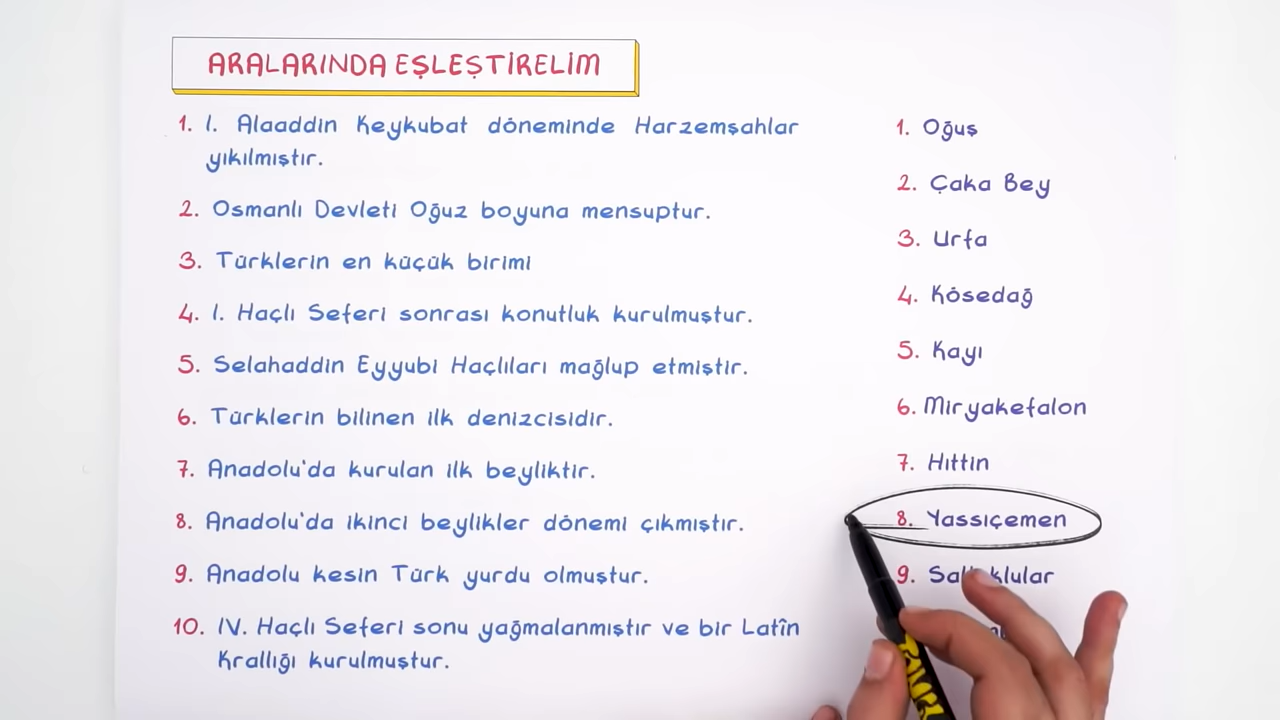 ARALARINDA EŞLEŞTİRELİM
1. I. Alaaddin Keykubat döneminde Harzemşahlar
yıkılmıştır.
2. Osmanlı Devleti Oğuz boyuna mensuptur.
3. Türklerin en küçük birimi
4. I. Haçlı Seferi sonrası konutluk kurulmuştur.
5. Selahaddin Eyyubi Haçlıları mağlup etmiştir.
6. Türklerin bilinen ilk denizcisidir.
7. Anadolu'da kurulan ilk beyliktir.
8. Anadolu'da ikinci beylikler dönemi çıkmıştır.
9. Anadolu kesin Türk yurdu olmuştur.
10. IV. Haçlı Seferi sonu yağmalanmıştır ve bir Latîn
Krallığı kurulmuştur.
1. Oğuş
2. Çaka Bey
3. Urfa
4. Kösedağ
5. Kayı
6. Miryakefalon
7. Hıttin
8. Yassıçemen
9.